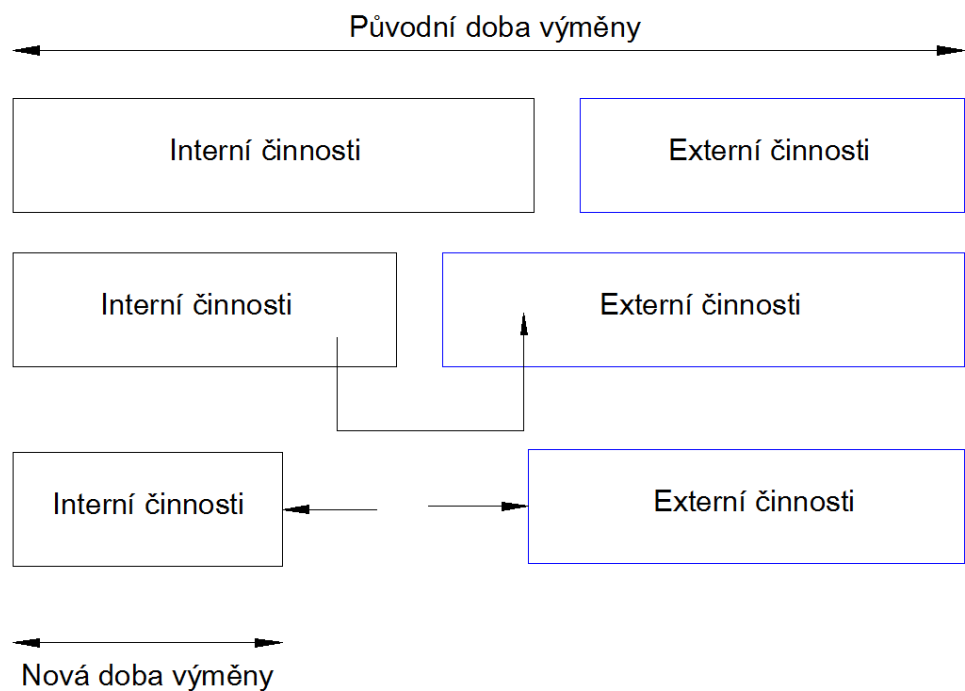 Původní doba výměny
Interní činnosti
Externí činnosti
Interní činnosti
Externí činnosti
Interní činnosti
Externí činnosti
Nová doba výměny